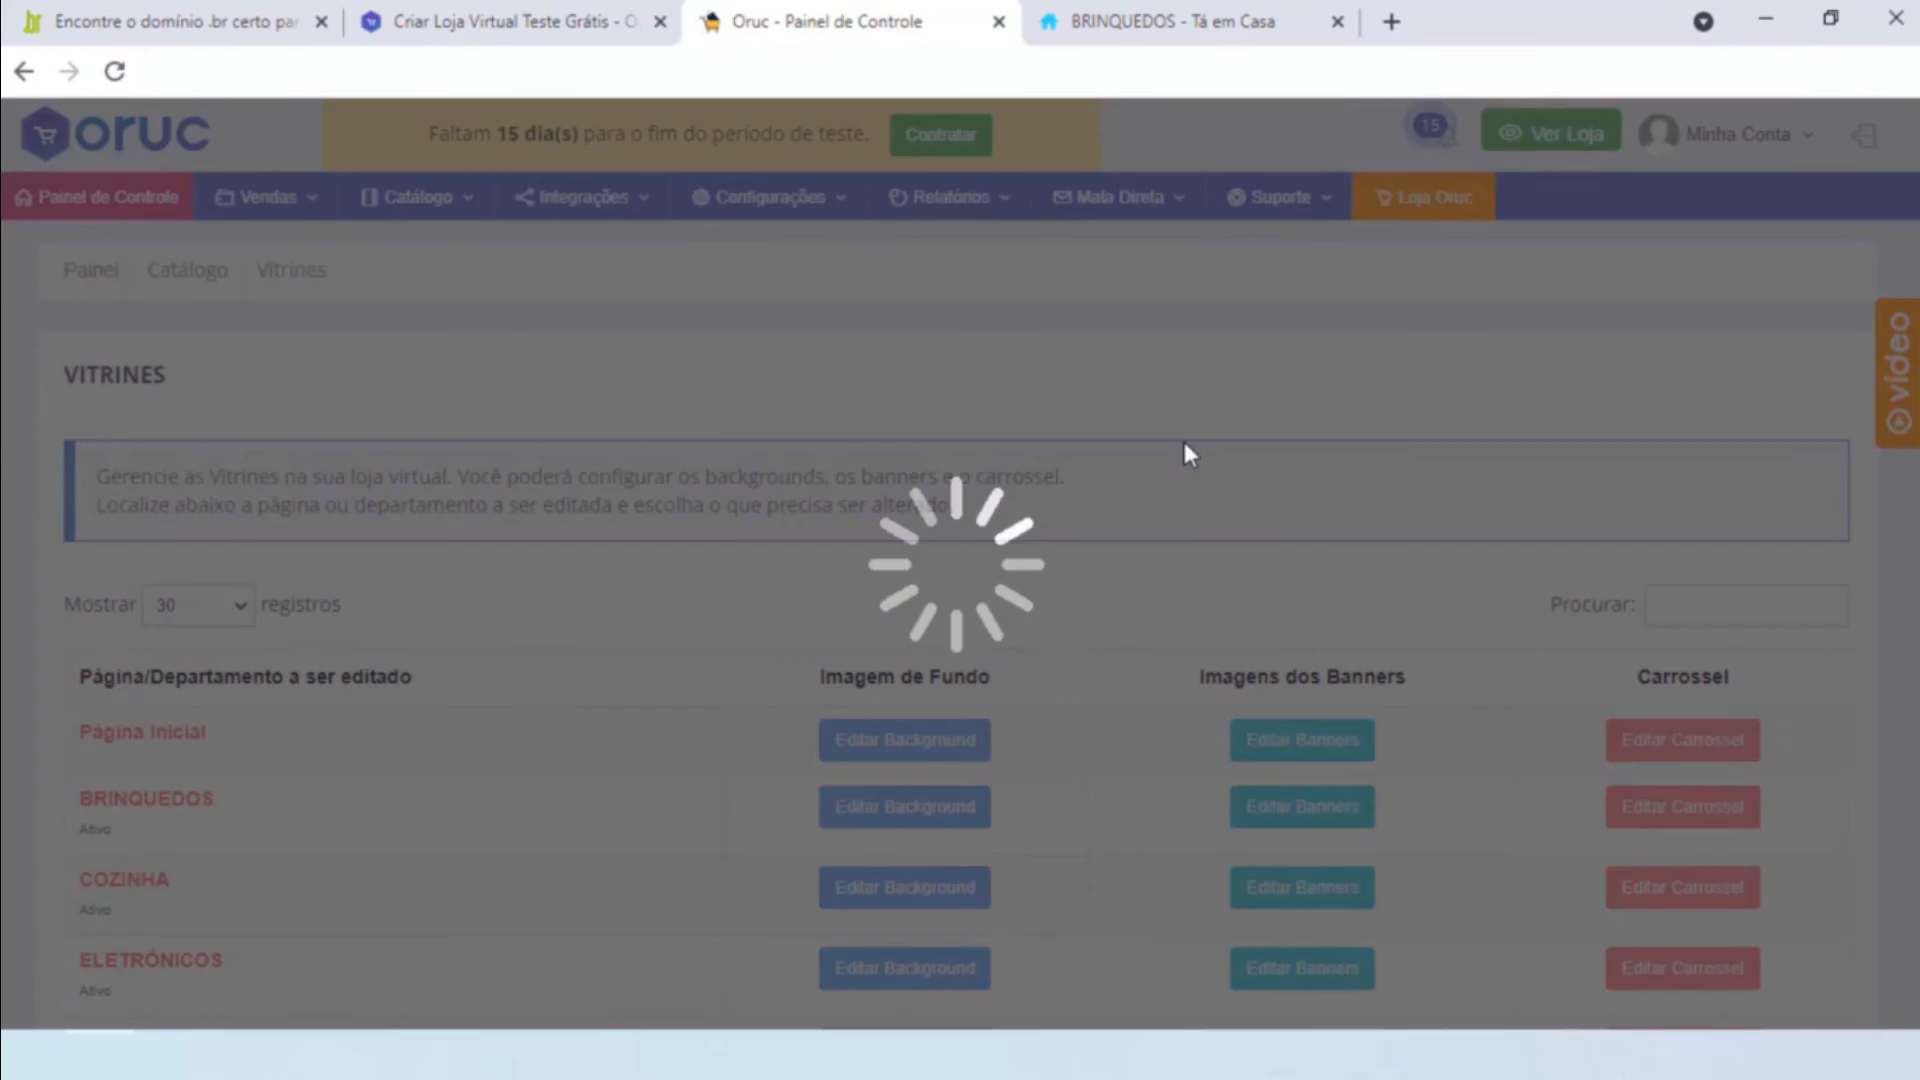 Encontre o domínio .br certo par
Criar Loja Virtual Teste Grátis - O
Oruc - Painel de Controle
BRINQUEDOS - Tá em Casa
oruc
Faltam 15 dia(s) para o fim do período de teste.
Contratar
15
Ver Loja
Minha Conta
Painel de Controle
Vendas
Catálogo
Integrações
Configurações
Relatórios
Mala Direta
Suporte
Loja Oruc
Painel Catálogo Vitrines
vídeo
VITRINES
Gerencie as Vitrines na sua loja virtual. Você poderá configurar os backgrounds, os banners e o carrossel.
Localize abaixo a página ou departamento a ser editada e escolha o que precisa ser alterado
Mostrar 30 registros
Procurar:
Página/Departamento a ser editado Imagem de Fundo Imagens dos Banners Carrossel
Página Inicial Editar Background Editar Banners Editar Carrossel
BRINQUEDOS Editar Background Editar Banners Editar Carrossel
Ativo
COZINHA Editar Background Editar Banners Editar Carrossel
Ativo
ELETRÔNICOS Editar Background Editar Banners Editar Carrossel
Ativo